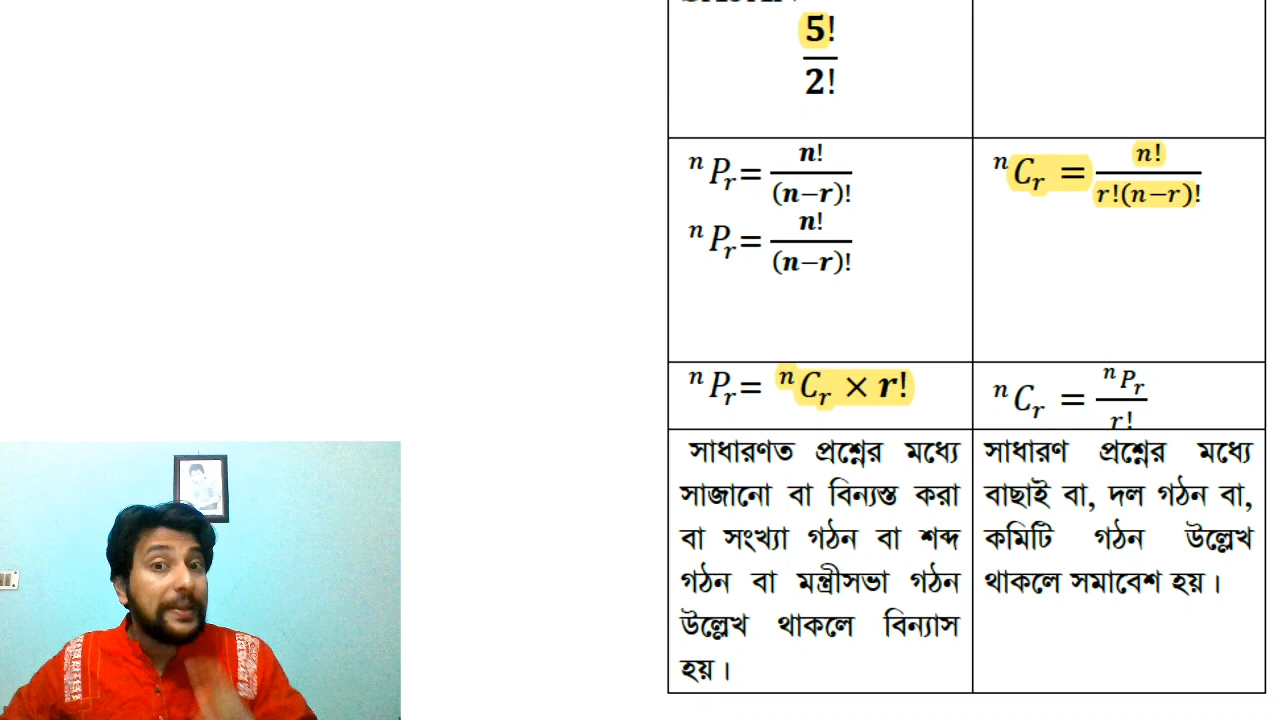 5!
2!
ⁿPᵣ= n!/(n−r)!
ⁿPᵣ= n!/(n−r)!
ⁿCᵣ = n!/r!(n−r)!
ⁿPᵣ= ⁿCᵣ × r!
ⁿCᵣ = ⁿPᵣ/r!
সাধারণত প্রশ্নের মধ্যে
সাজানো বা বিন্যস্ত করা
বা সংখ্যা গঠন বা শব্দ
গঠন বা মন্ত্রীসভা গঠন
উল্লেখ থাকলে বিন্যাস
হয়।
সাধারণ প্রশ্নের মধ্যে
বাছাই বা, দল গঠন বা,
কমিটি গঠন উল্লেখ
থাকলে সমাবেশ হয়।